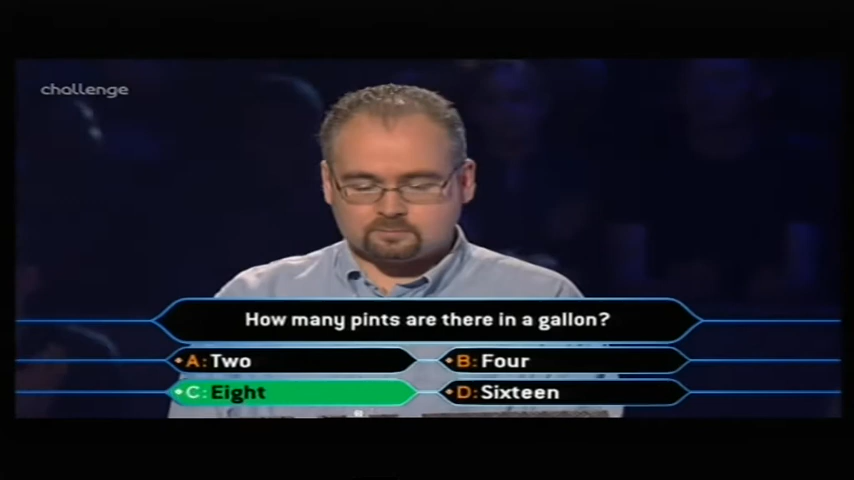 challenge
How many pints are there in a gallon?
A: Two
B: Four
C: Eight
D: Sixteen